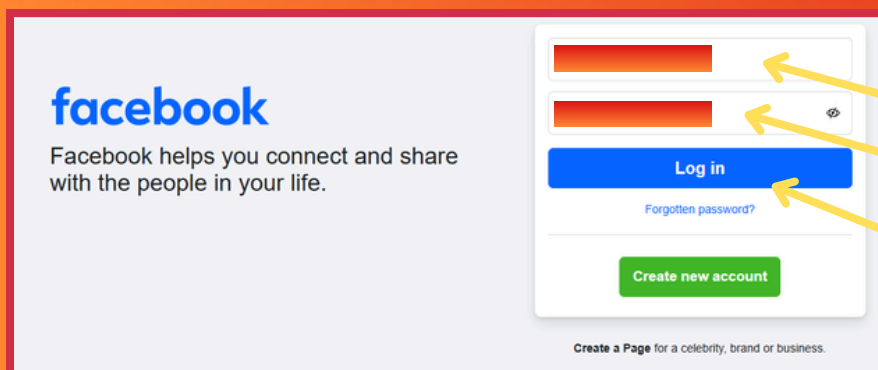 facebook
Facebook helps you connect and share
with the people in your life.
Log in
Forgotten password?
Create new account
Create a Page for a celebrity, brand or business.